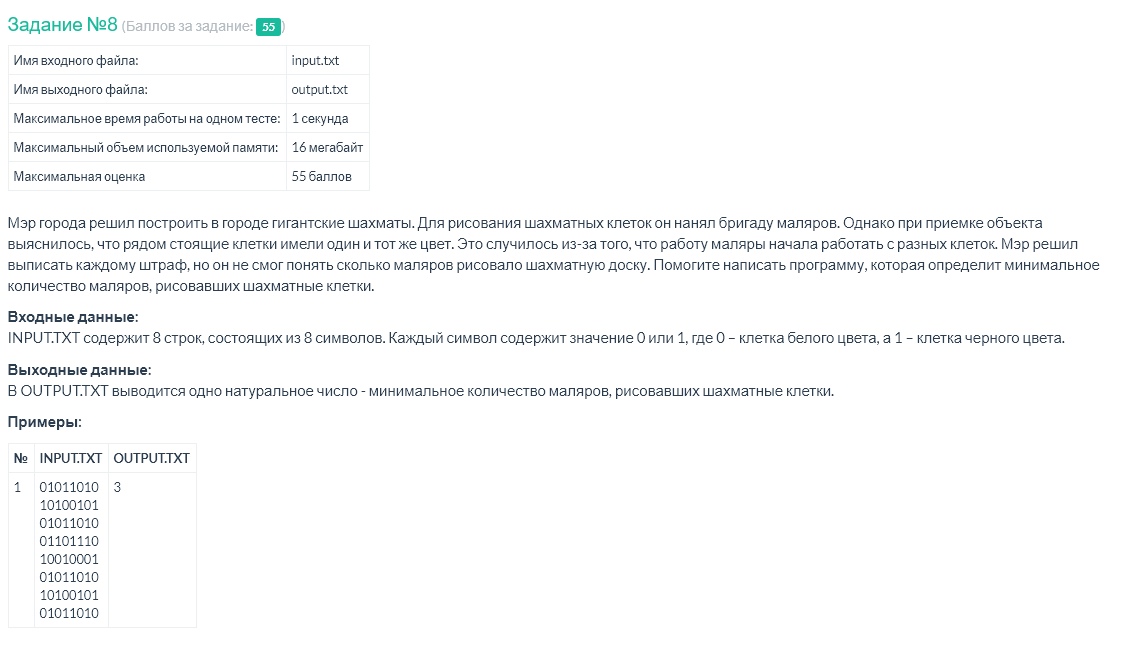 Задание №8 (Баллов за задание: 55)
Имя входного файла: input.txt
Имя выходного файла: output.txt
Максимальное время работы на одном тесте: 1 секунда
Максимальный объем используемой памяти: 16 мегабайт
Максимальная оценка 55 баллов
Мэр города решил построить в городе гигантские шахматы. Для рисования шахматных клеток он нанял бригаду маляров. Однако при приемке объекта
выяснилось, что рядом стоящие клетки имели один и тот же цвет. Это случилось из-за того, что работу маляры начала работать с разных клеток. Мэр решил
выписать каждому штраф, но он не смог понять сколько маляров рисовало шахматную доску. Помогите написать программу, которая определит минимальное
количество маляров, рисовавших шахматные клетки.
Входные данные:
INPUT.TXT содержит 8 строк, состоящих из 8 символов. Каждый символ содержит значение 0 или 1, где 0 – клетка белого цвета, а 1 – клетка черного цвета.
Выходные данные:
В OUTPUT.TXT выводится одно натуральное число - минимальное количество маляров, рисовавших шахматные клетки.
Примеры:
№ INPUT.TXT OUTPUT.TXT
1 01011010 3
10100101
01011010
01101110
10010001
01011010
10100101
01011010